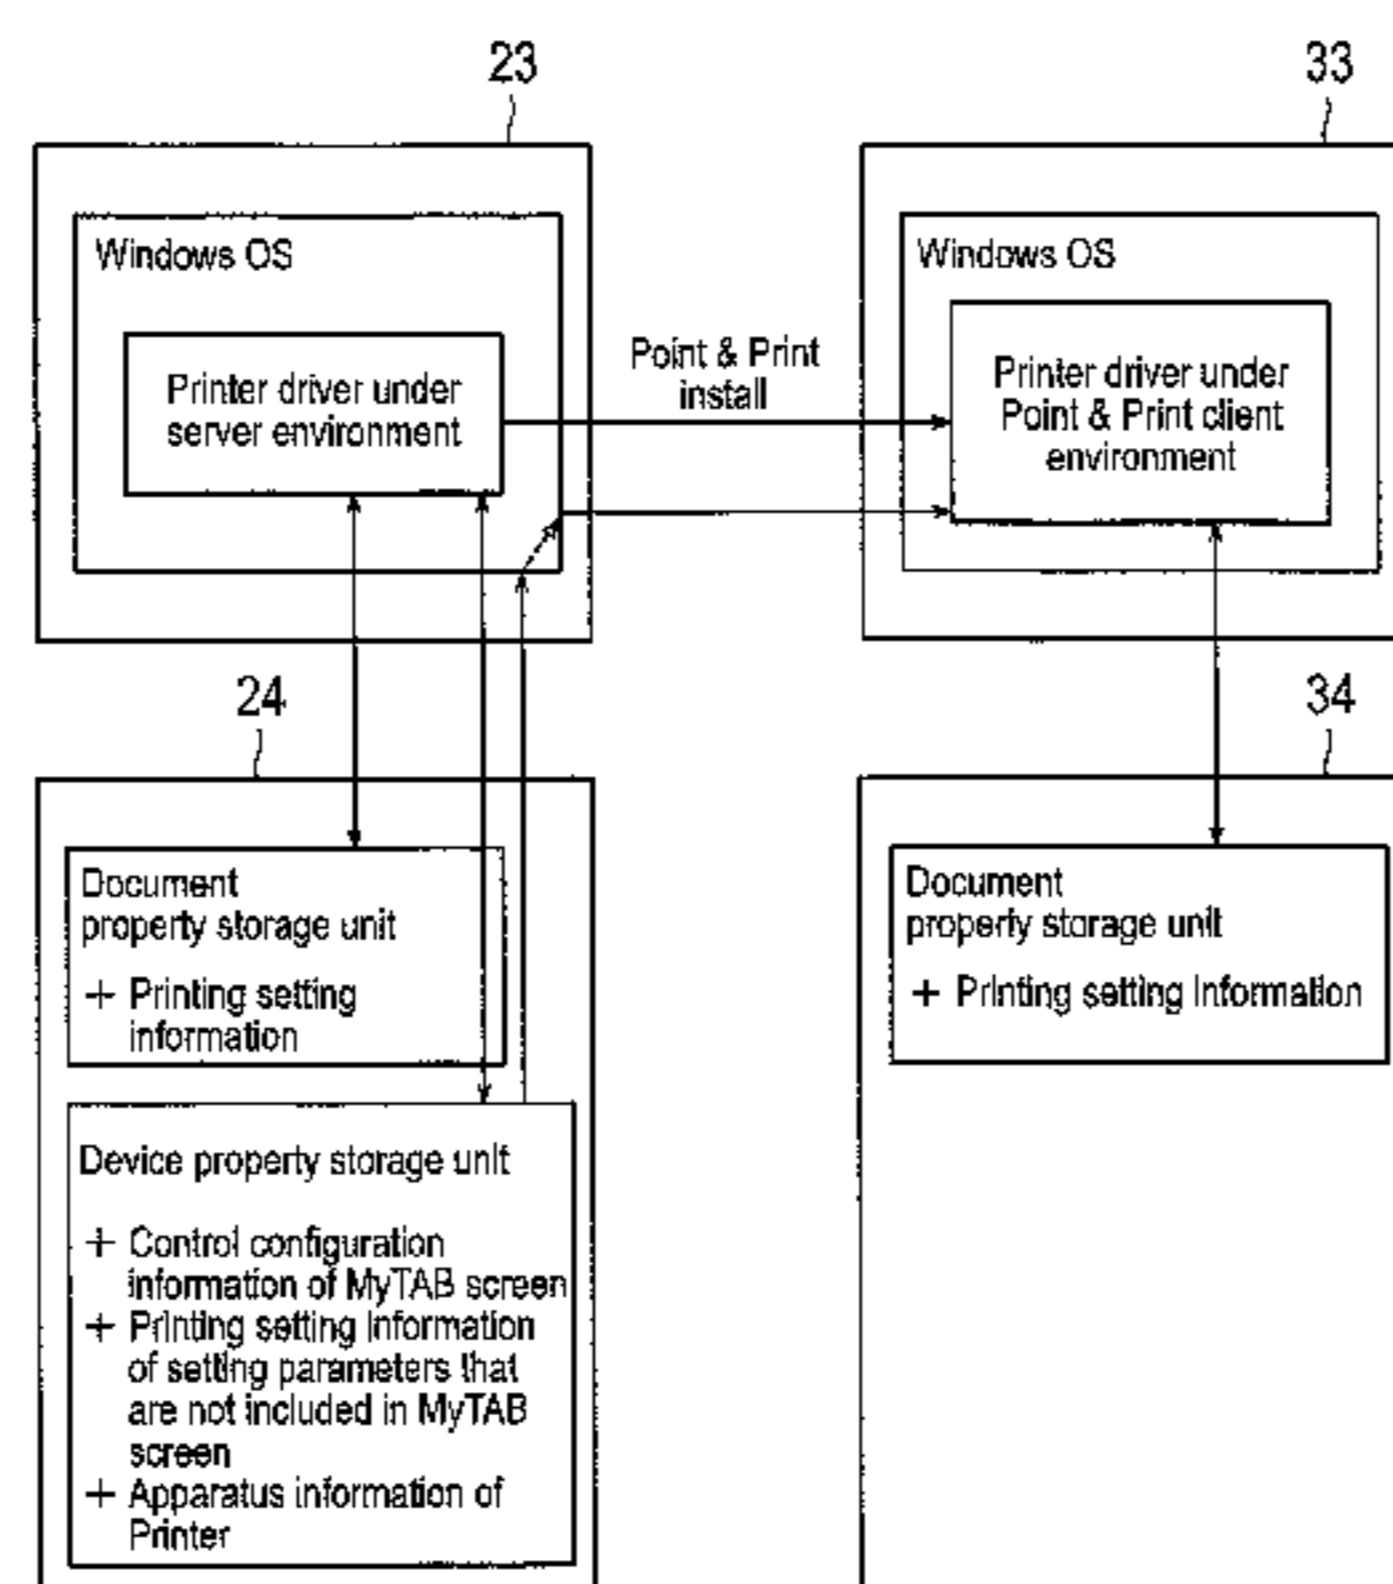 23
33
Windows OS
Printer driver under
server environment
Point & Print
install
Windows OS
Printer driver under
Point & Print client
environment
24
34
Document
property storage unit
+ Printing setting
information
Document
property storage unit
+ Printing setting information
Device property storage unit
+ Control configuration
information of MyTAB screen
+ Printing setting information
of setting parameters that
are not included in MyTAB
screen
+ Apparatus information of
Printer